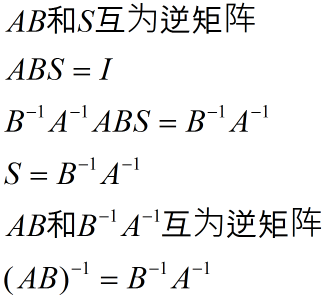 AB和S互为逆矩阵
ABS = I
B⁻¹A⁻¹ABS = B⁻¹A⁻¹
S = B⁻¹A⁻¹
AB和B⁻¹A⁻¹互为逆矩阵
(AB)⁻¹ = B⁻¹A⁻¹